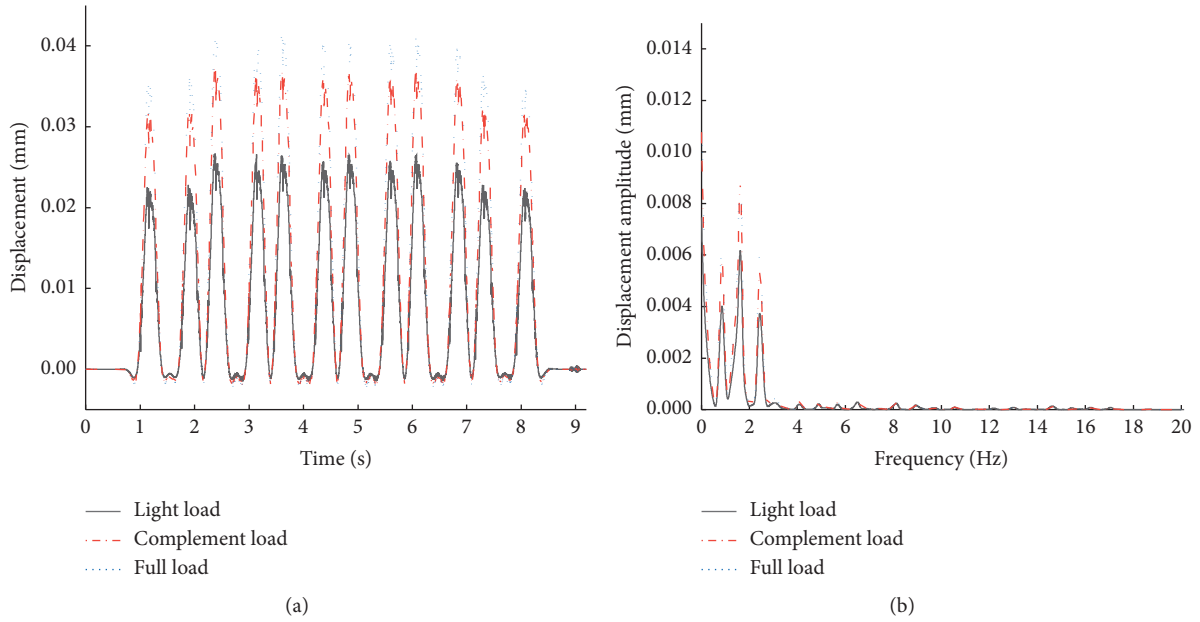 Displacement (mm)
0.04
0.03
0.02
0.01
0.00
0 1 2 3 4 5 6 7 8 9
Time (s)
Light load
Complement load
Full load
(a)
Displacement amplitude (mm)
0.014
0.012
0.010
0.008
0.006
0.004
0.002
0.000
0 2 4 6 8 10 12 14 16 18 20
Frequency (Hz)
Light load
Complement load
Full load
(b)